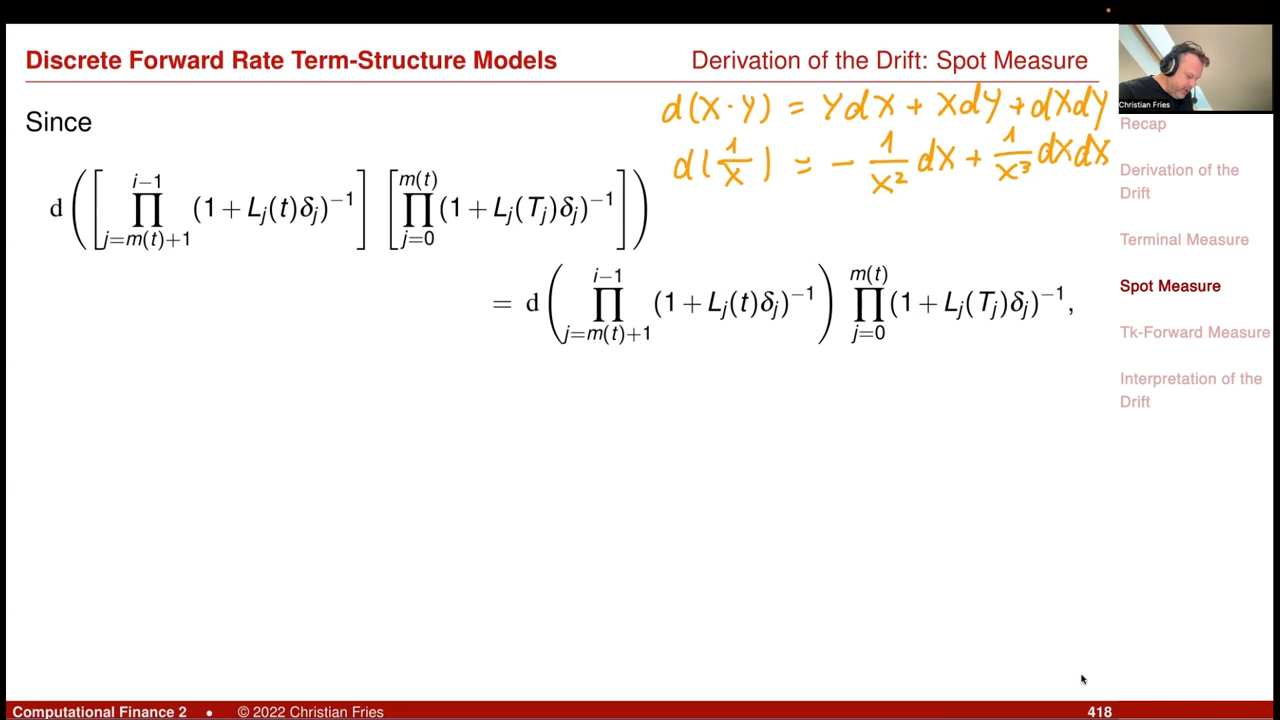 Discrete Forward Rate Term-Structure Models
Derivation of the Drift: Spot Measure
Since
d(X·Y) = YdX + XdY + dXdY
d(1/X) = − 1/X² dX + 1/X³ dXdX
d([∏_{j=m(t)+1}^{i−1} (1 + L_j(t)δ_j)^{−1}] [∏_{j=0}^{m(t)} (1 + L_j(T_j)δ_j)^{−1}])
= d(∏_{j=m(t)+1}^{i−1} (1 + L_j(t)δ_j)^{−1}) ∏_{j=0}^{m(t)} (1 + L_j(T_j)δ_j)^{−1},
Christian Fries
Recap
Derivation of the
Drift
Terminal Measure
Spot Measure
Tk-Forward Measure
Interpretation of the
Drift
Computational Finance 2 • © 2022 Christian Fries
418